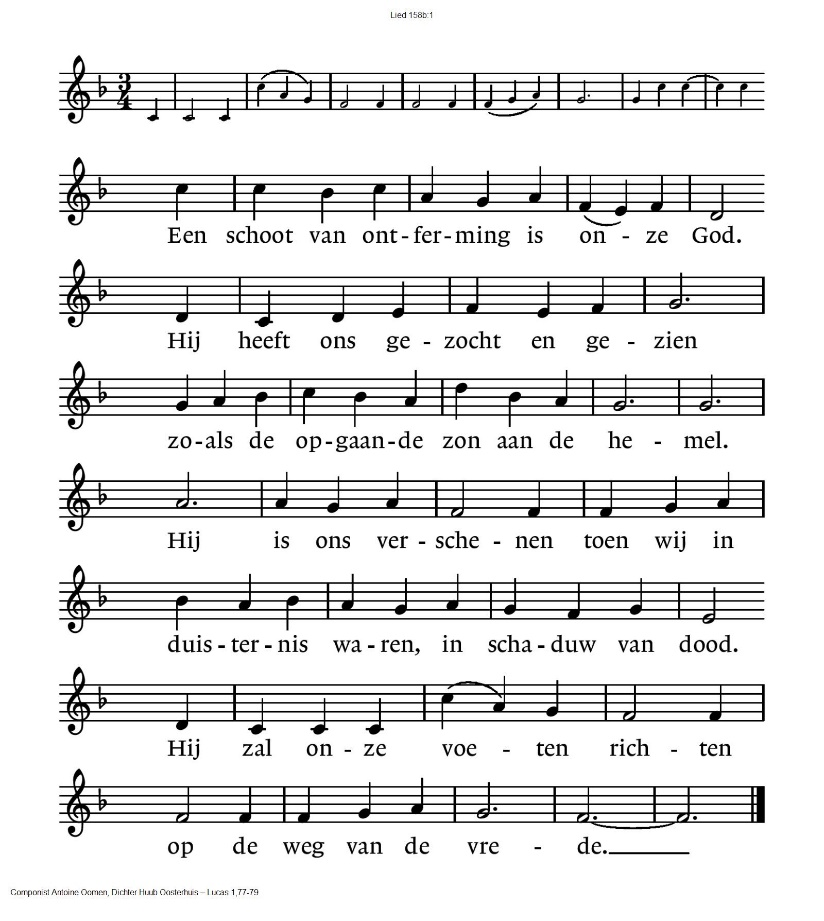 Lied 158b:1
3
4
Een schoot van ont-fer-ming is on - ze God.
Hij heeft ons ge - zocht en ge - zien
zo-als de op-gaan-de zon aan de he - mel.
Hij is ons ver - sche - nen toen wij in
duis - ter - nis wa - ren, in scha - duw van dood.
Hij zal on - ze voe - ten rich - ten
op de weg van de vre - de.
Componist Antoine Oomen, Dichter Huub Oosterhuis – Lucas 1,77-79